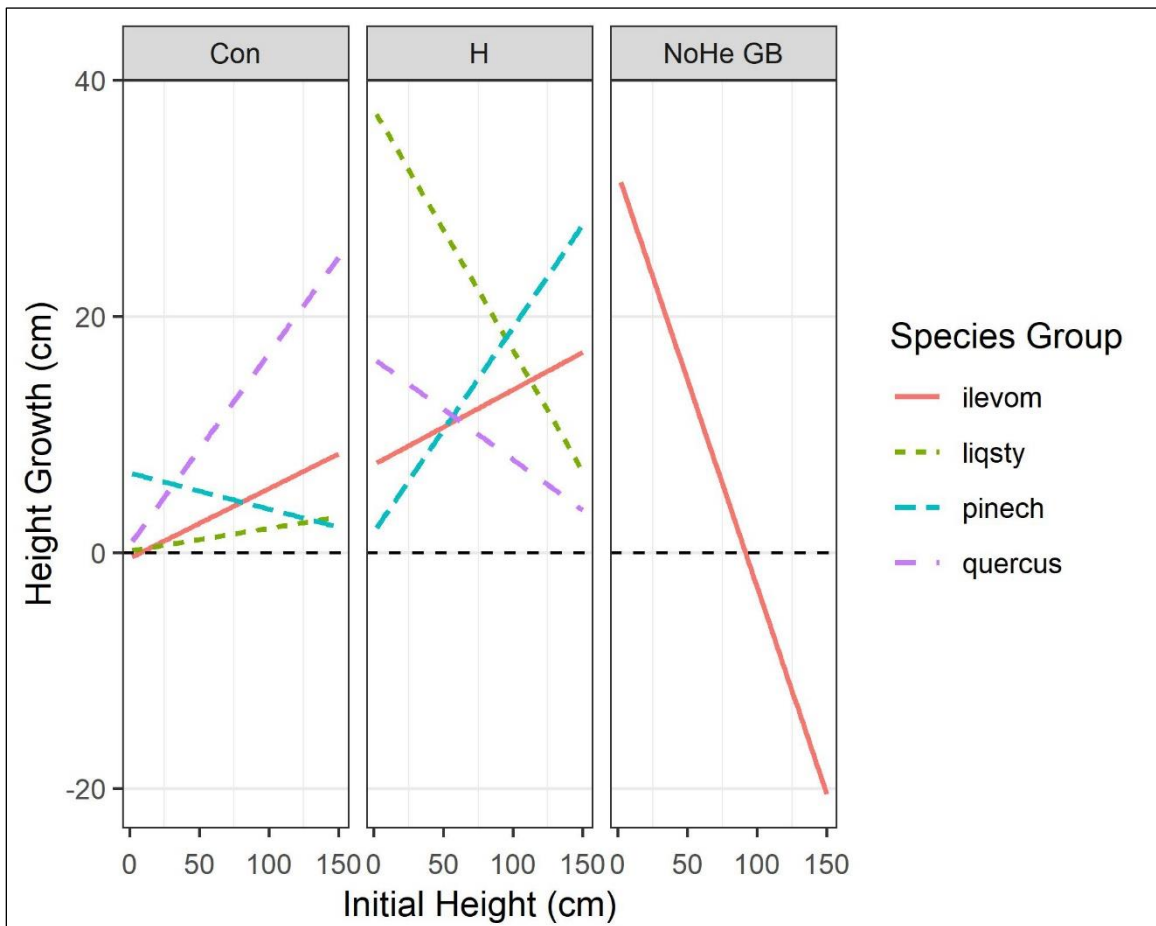 Con H NoHe GB
40
20
0
-20
Height Growth (cm)
0 50 100 150 0 50 100 150 0 50 100 150
Initial Height (cm)
Species Group
ilevom
liqsty
pinech
quercus